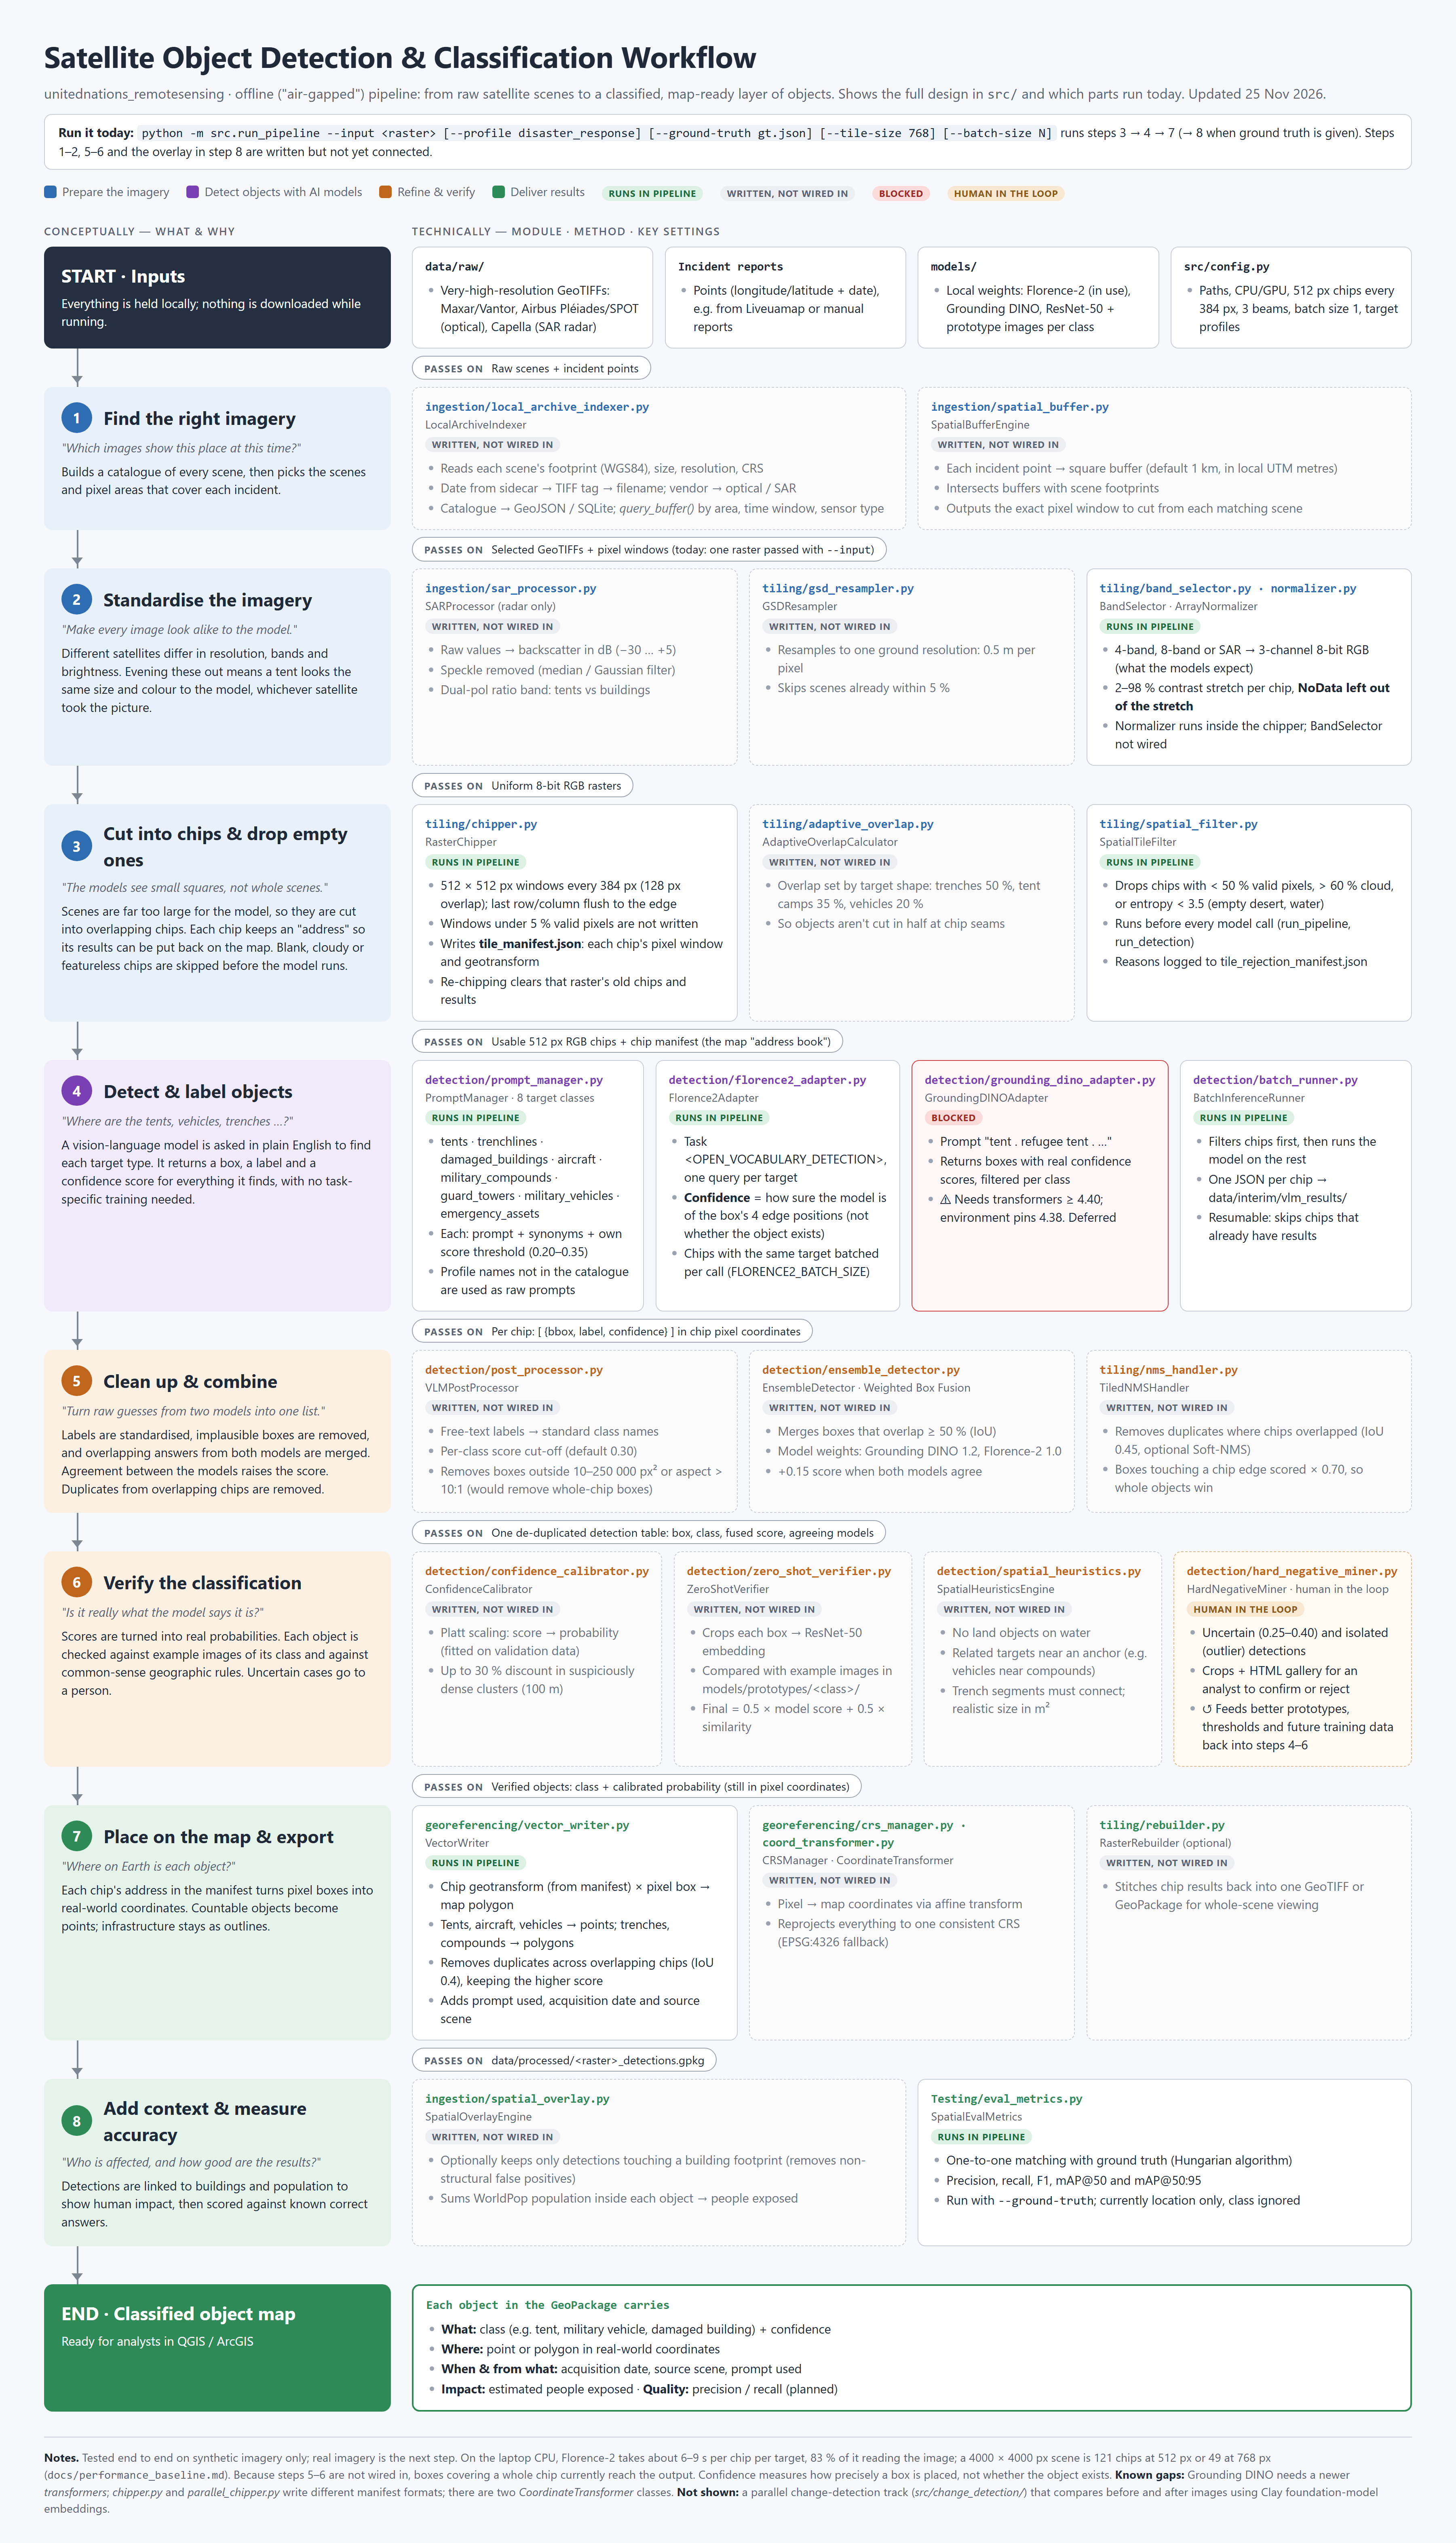 Satellite Object Detection & Classification Workflow
unitednations_remotesensing · offline ("air-gapped") pipeline: from raw satellite scenes to a classified, map-ready layer of objects. Shows the full design in src/ and which parts run today. Updated 25 Nov 2026.
Run it today: python -m src.run_pipeline --input <raster> [--profile disaster_response] [--ground-truth gt.json] [--tile-size 768] [--batch-size N] runs steps 3 → 4 → 7 (→ 8 when ground truth is given). Steps
1–2, 5–6 and the overlay in step 8 are written but not yet connected.
Prepare the imagery Detect objects with AI models Refine & verify Deliver results RUNS IN PIPELINE WRITTEN, NOT WIRED IN BLOCKED HUMAN IN THE LOOP
CONCEPTUALLY — WHAT & WHY
TECHNICALLY — MODULE · METHOD · KEY SETTINGS
START · Inputs
Everything is held locally; nothing is downloaded while
running.
data/raw/
• Very-high-resolution GeoTIFFs:
Maxar/Vantor, Airbus Pléiades/SPOT
(optical), Capella (SAR radar)
Incident reports
• Points (longitude/latitude + date),
e.g. from Liveuamap or manual
reports
models/
• Local weights: Florence-2 (in use),
Grounding DINO, ResNet-50 +
prototype images per class
src/config.py
• Paths, CPU/GPU, 512 px chips every
384 px, 3 beams, batch size 1, target
profiles
PASSES ON Raw scenes + incident points
1 Find the right imagery
"Which images show this place at this time?"
Builds a catalogue of every scene, then picks the scenes
and pixel areas that cover each incident.
ingestion/local_archive_indexer.py
LocalArchiveIndexer
WRITTEN, NOT WIRED IN
• Reads each scene's footprint (WGS84), size, resolution, CRS
• Date from sidecar → TIFF tag → filename; vendor → optical / SAR
• Catalogue → GeoJSON / SQLite; query_buffer() by area, time window, sensor type
ingestion/spatial_buffer.py
SpatialBufferEngine
WRITTEN, NOT WIRED IN
• Each incident point → square buffer (default 1 km, in local UTM metres)
• Intersects buffers with scene footprints
• Outputs the exact pixel window to cut from each matching scene
PASSES ON Selected GeoTIFFs + pixel windows (today: one raster passed with --input)
2 Standardise the imagery
"Make every image look alike to the model."
Different satellites differ in resolution, bands and
brightness. Evening these out means a tent looks the
same size and colour to the model, whichever satellite
took the picture.
ingestion/sar_processor.py
SARProcessor (radar only)
WRITTEN, NOT WIRED IN
• Raw values → backscatter in dB (−30 … +5)
• Speckle removed (median / Gaussian filter)
• Dual-pol ratio band: tents vs buildings
tiling/gsd_resampler.py
GSDResampler
WRITTEN, NOT WIRED IN
• Resamples to one ground resolution: 0.5 m per
pixel
• Skips scenes already within 5 %
tiling/band_selector.py · normalizer.py
BandSelector · ArrayNormalizer
RUNS IN PIPELINE
• 4-band, 8-band or SAR → 3-channel 8-bit RGB
(what the models expect)
• 2–98 % contrast stretch per chip, NoData left out
of the stretch
• Normalizer runs inside the chipper; BandSelector
not wired
PASSES ON Uniform 8-bit RGB rasters
3 Cut into chips & drop empty
ones
"The models see small squares, not whole scenes."
Scenes are far too large for the model, so they are cut
into overlapping chips. Each chip keeps an "address" so
its results can be put back on the map. Blank, cloudy or
featureless chips are skipped before the model runs.
tiling/chipper.py
RasterChipper
RUNS IN PIPELINE
• 512 × 512 px windows every 384 px (128 px
overlap); last row/column flush to the edge
• Windows under 5 % valid pixels are not written
• Writes tile_manifest.json: each chip's pixel window
and geotransform
• Re-chipping clears that raster's old chips and
results
tiling/adaptive_overlap.py
AdaptiveOverlapCalculator
WRITTEN, NOT WIRED IN
• Overlap set by target shape: trenches 50 %, tent
camps 35 %, vehicles 20 %
• So objects aren't cut in half at chip seams
tiling/spatial_filter.py
SpatialTileFilter
RUNS IN PIPELINE
• Drops chips with < 50 % valid pixels, > 60 % cloud,
or entropy < 3.5 (empty desert, water)
• Runs before every model call (run_pipeline,
run_detection)
• Reasons logged to tile_rejection_manifest.json
PASSES ON Usable 512 px RGB chips + chip manifest (the map "address book")
4 Detect & label objects
"Where are the tents, vehicles, trenches …?"
A vision-language model is asked in plain English to find
each target type. It returns a box, a label and a
confidence score for everything it finds, with no task-
specific training needed.
detection/prompt_manager.py
PromptManager · 8 target classes
RUNS IN PIPELINE
• tents · trenchlines ·
damaged_buildings · aircraft ·
military_compounds ·
guard_towers · military_vehicles ·
emergency_assets
• Each: prompt + synonyms + own
score threshold (0.20–0.35)
• Profile names not in the catalogue
are used as raw prompts
detection/florence2_adapter.py
Florence2Adapter
RUNS IN PIPELINE
• Task
<OPEN_VOCABULARY_DETECTION>,
one query per target
• Confidence = how sure the model is
of the box's 4 edge positions (not
whether the object exists)
• Chips with the same target batched
per call (FLORENCE2_BATCH_SIZE)
detection/grounding_dino_adapter.py
GroundingDINOAdapter
BLOCKED
• Prompt "tent . refugee tent . …"
• Returns boxes with real confidence
scores, filtered per class
• ⚠ Needs transformers ≥ 4.40;
environment pins 4.38. Deferred
detection/batch_runner.py
BatchInferenceRunner
RUNS IN PIPELINE
• Filters chips first, then runs the
model on the rest
• One JSON per chip →
data/interim/vlm_results/
• Resumable: skips chips that
already have results
PASSES ON Per chip: [ {bbox, label, confidence} ] in chip pixel coordinates
5 Clean up & combine
"Turn raw guesses from two models into one list."
Labels are standardised, implausible boxes are removed,
and overlapping answers from both models are merged.
Agreement between the models raises the score.
Duplicates from overlapping chips are removed.
detection/post_processor.py
VLMPostProcessor
WRITTEN, NOT WIRED IN
• Free-text labels → standard class names
• Per-class score cut-off (default 0.30)
• Removes boxes outside 10–250 000 px² or aspect >
10:1 (would remove whole-chip boxes)
detection/ensemble_detector.py
EnsembleDetector · Weighted Box Fusion
WRITTEN, NOT WIRED IN
• Merges boxes that overlap ≥ 50 % (IoU)
• Model weights: Grounding DINO 1.2, Florence-2 1.0
• +0.15 score when both models agree
tiling/nms_handler.py
TiledNMSHandler
WRITTEN, NOT WIRED IN
• Removes duplicates where chips overlapped (IoU
0.45, optional Soft-NMS)
• Boxes touching a chip edge scored × 0.70, so
whole objects win
PASSES ON One de-duplicated detection table: box, class, fused score, agreeing models
6 Verify the classification
"Is it really what the model says it is?"
Scores are turned into real probabilities. Each object is
checked against example images of its class and against
common-sense geographic rules. Uncertain cases go to
a person.
detection/confidence_calibrator.py
ConfidenceCalibrator
WRITTEN, NOT WIRED IN
• Platt scaling: score → probability
(fitted on validation data)
• Up to 30 % discount in suspiciously
dense clusters (100 m)
detection/zero_shot_verifier.py
ZeroShotVerifier
WRITTEN, NOT WIRED IN
• Crops each box → ResNet-50
embedding
• Compared with example images in
models/prototypes/<class>/
• Final = 0.5 × model score + 0.5 ×
similarity
detection/spatial_heuristics.py
SpatialHeuristicsEngine
WRITTEN, NOT WIRED IN
• No land objects on water
• Related targets near an anchor (e.g.
vehicles near compounds)
• Trench segments must connect;
realistic size in m²
detection/hard_negative_miner.py
HardNegativeMiner · human in the loop
HUMAN IN THE LOOP
• Uncertain (0.25–0.40) and isolated
(outlier) detections
• Crops + HTML gallery for an
analyst to confirm or reject
• ↺ Feeds better prototypes,
thresholds and future training data
back into steps 4–6
PASSES ON Verified objects: class + calibrated probability (still in pixel coordinates)
7 Place on the map & export
"Where on Earth is each object?"
Each chip's address in the manifest turns pixel boxes into
real-world coordinates. Countable objects become
points; infrastructure stays as outlines.
georeferencing/vector_writer.py
VectorWriter
RUNS IN PIPELINE
• Chip geotransform (from manifest) × pixel box →
map polygon
• Tents, aircraft, vehicles → points; trenches,
compounds → polygons
• Removes duplicates across overlapping chips (IoU
0.4), keeping the higher score
• Adds prompt used, acquisition date and source
scene
georeferencing/crs_manager.py ·
coord_transformer.py
CRSManager · CoordinateTransformer
WRITTEN, NOT WIRED IN
• Pixel → map coordinates via affine transform
• Reprojects everything to one consistent CRS
(EPSG:4326 fallback)
tiling/rebuilder.py
RasterRebuilder (optional)
WRITTEN, NOT WIRED IN
• Stitches chip results back into one GeoTIFF or
GeoPackage for whole-scene viewing
PASSES ON data/processed/<raster>_detections.gpkg
8 Add context & measure
accuracy
"Who is affected, and how good are the results?"
Detections are linked to buildings and population to
show human impact, then scored against known correct
answers.
ingestion/spatial_overlay.py
SpatialOverlayEngine
WRITTEN, NOT WIRED IN
• Optionally keeps only detections touching a building footprint (removes non-
structural false positives)
• Sums WorldPop population inside each object → people exposed
Testing/eval_metrics.py
SpatialEvalMetrics
RUNS IN PIPELINE
• One-to-one matching with ground truth (Hungarian algorithm)
• Precision, recall, F1, mAP@50 and mAP@50:95
• Run with --ground-truth; currently location only, class ignored
END · Classified object map
Ready for analysts in QGIS / ArcGIS
Each object in the GeoPackage carries
• What: class (e.g. tent, military vehicle, damaged building) + confidence
• Where: point or polygon in real-world coordinates
• When & from what: acquisition date, source scene, prompt used
• Impact: estimated people exposed · Quality: precision / recall (planned)
Notes. Tested end to end on synthetic imagery only; real imagery is the next step. On the laptop CPU, Florence-2 takes about 6–9 s per chip per target, 83 % of it reading the image; a 4000 × 4000 px scene is 121 chips at 512 px or 49 at 768 px
(docs/performance_baseline.md). Because steps 5–6 are not wired in, boxes covering a whole chip currently reach the output. Confidence measures how precisely a box is placed, not whether the object exists. Known gaps: Grounding DINO needs a newer
transformers; chipper.py and parallel_chipper.py write different manifest formats; there are two CoordinateTransformer classes. Not shown: a parallel change-detection track (src/change_detection/) that compares before and after images using Clay foundation-model
embeddings.